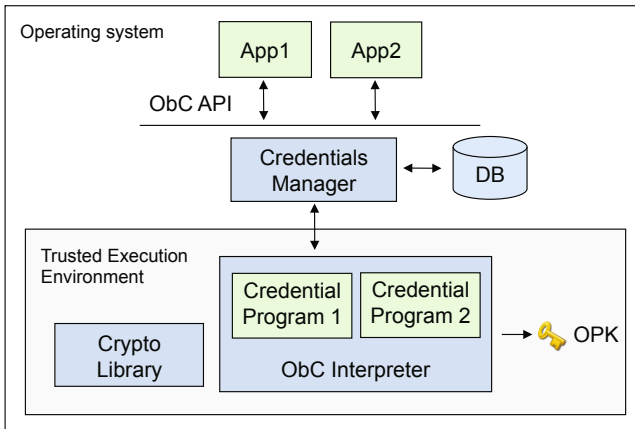 Operating system
App1
App2
ObC API
Credentials
Manager
DB
Trusted Execution
Environment
Credential
Program 1
Credential
Program 2
Crypto
Library
ObC Interpreter
OPK